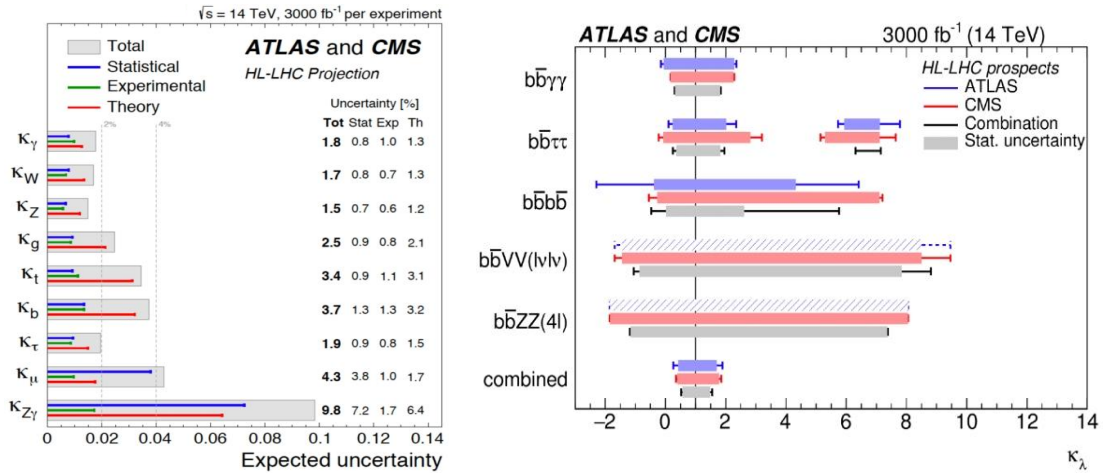 √s = 14 TeV, 3000 fb⁻¹ per experiment
Total
Statistical
Experimental
Theory
ATLAS and CMS
HL-LHC Projection
Uncertainty [%]
Tot Stat Exp Th
2% 4%
κγ 1.8 0.8 1.0 1.3
κW 1.7 0.8 0.7 1.3
κZ 1.5 0.7 0.6 1.2
κg 2.5 0.9 0.8 2.1
κt 3.4 0.9 1.1 3.1
κb 3.7 1.3 1.3 3.2
κτ 1.9 0.9 0.8 1.5
κμ 4.3 3.8 1.0 1.7
κZγ 9.8 7.2 1.7 6.4
0 0.02 0.04 0.06 0.08 0.1 0.12 0.14
Expected uncertainty
ATLAS and CMS 3000 fb⁻¹ (14 TeV)
HL-LHC prospects
ATLAS
CMS
Combination
Stat. uncertainty
bb̄γγ
bb̄ττ
bb̄bb̄
bb̄VV(lνlν)
bb̄ZZ(4l)
combined
−2 0 2 4 6 8 10 12 14
κλ